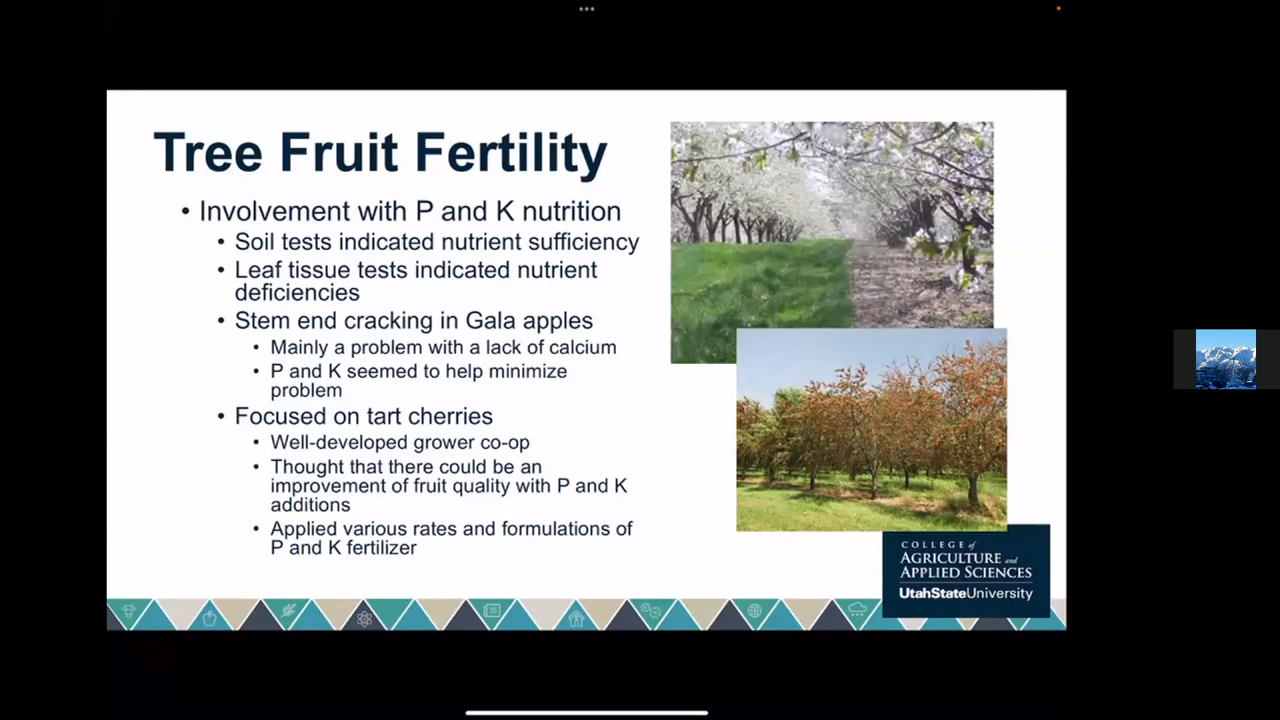 Tree Fruit Fertility
• Involvement with P and K nutrition
• Soil tests indicated nutrient sufficiency
• Leaf tissue tests indicated nutrient
deficiencies
• Stem end cracking in Gala apples
• Mainly a problem with a lack of calcium
• P and K seemed to help minimize
problem
• Focused on tart cherries
• Well-developed grower co-op
• Thought that there could be an
improvement of fruit quality with P and K
additions
• Applied various rates and formulations of
P and K fertilizer
COLLEGE of
AGRICULTURE and
APPLIED SCIENCES
UtahStateUniversity